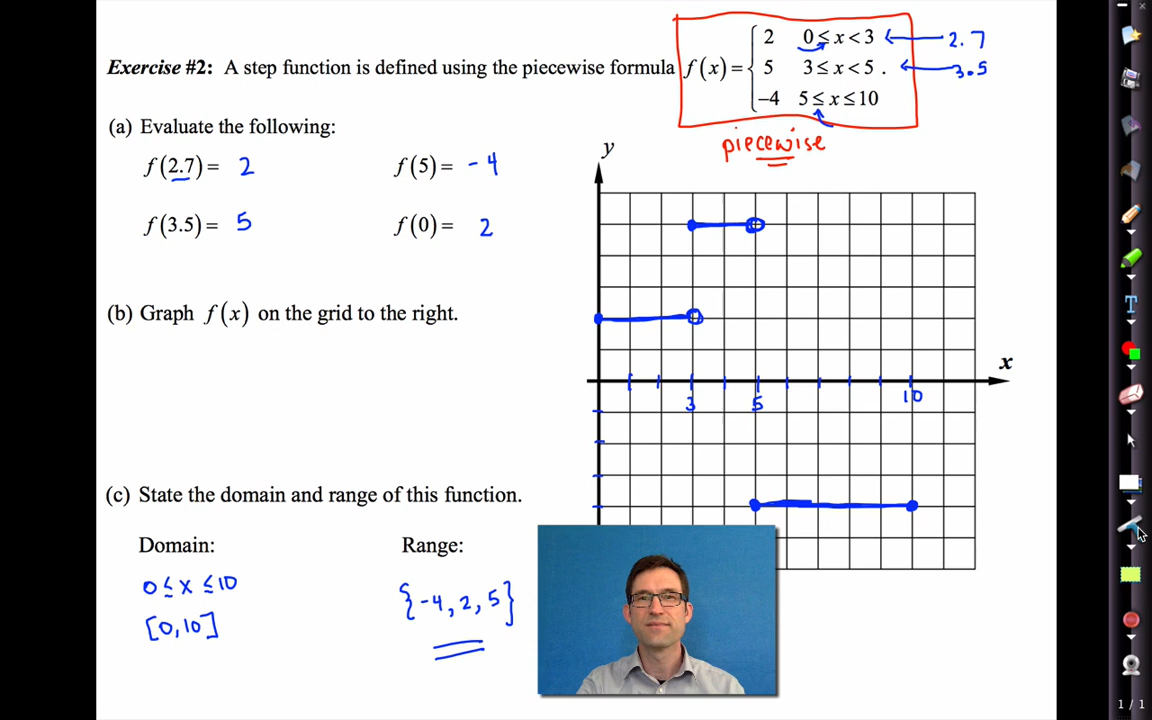 2 0 ≤ x < 3 2.7
Exercise #2: A step function is defined using the piecewise formula f(x) = { 5 3 ≤ x < 5 . 3.5
-4 5 ≤ x ≤ 10
(a) Evaluate the following:
piecewise
y
f(2.7) = 2 f(5) = -4
f(3.5) = 5 f(0) = 2
(b) Graph f(x) on the grid to the right.
x
3 5 10
(c) State the domain and range of this function.
Domain: Range:
0 ≤ x ≤ 10 {-4, 2, 5}
[0, 10]
T
1 / 1